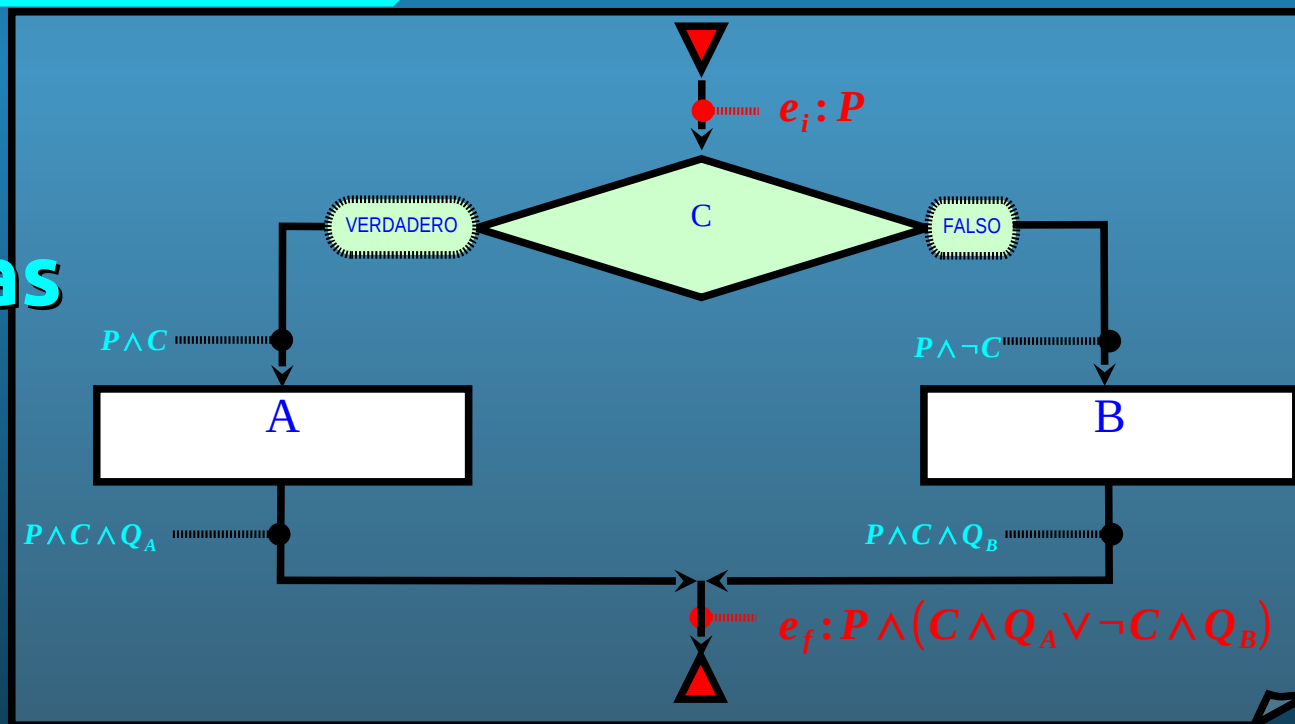 e_i : P
C
VERDADERO
FALSO
as
P∧C
P∧¬C
A
B
P∧C∧Q_A
P∧C∧Q_B
e_f : P∧(C∧Q_A∨¬C∧Q_B)